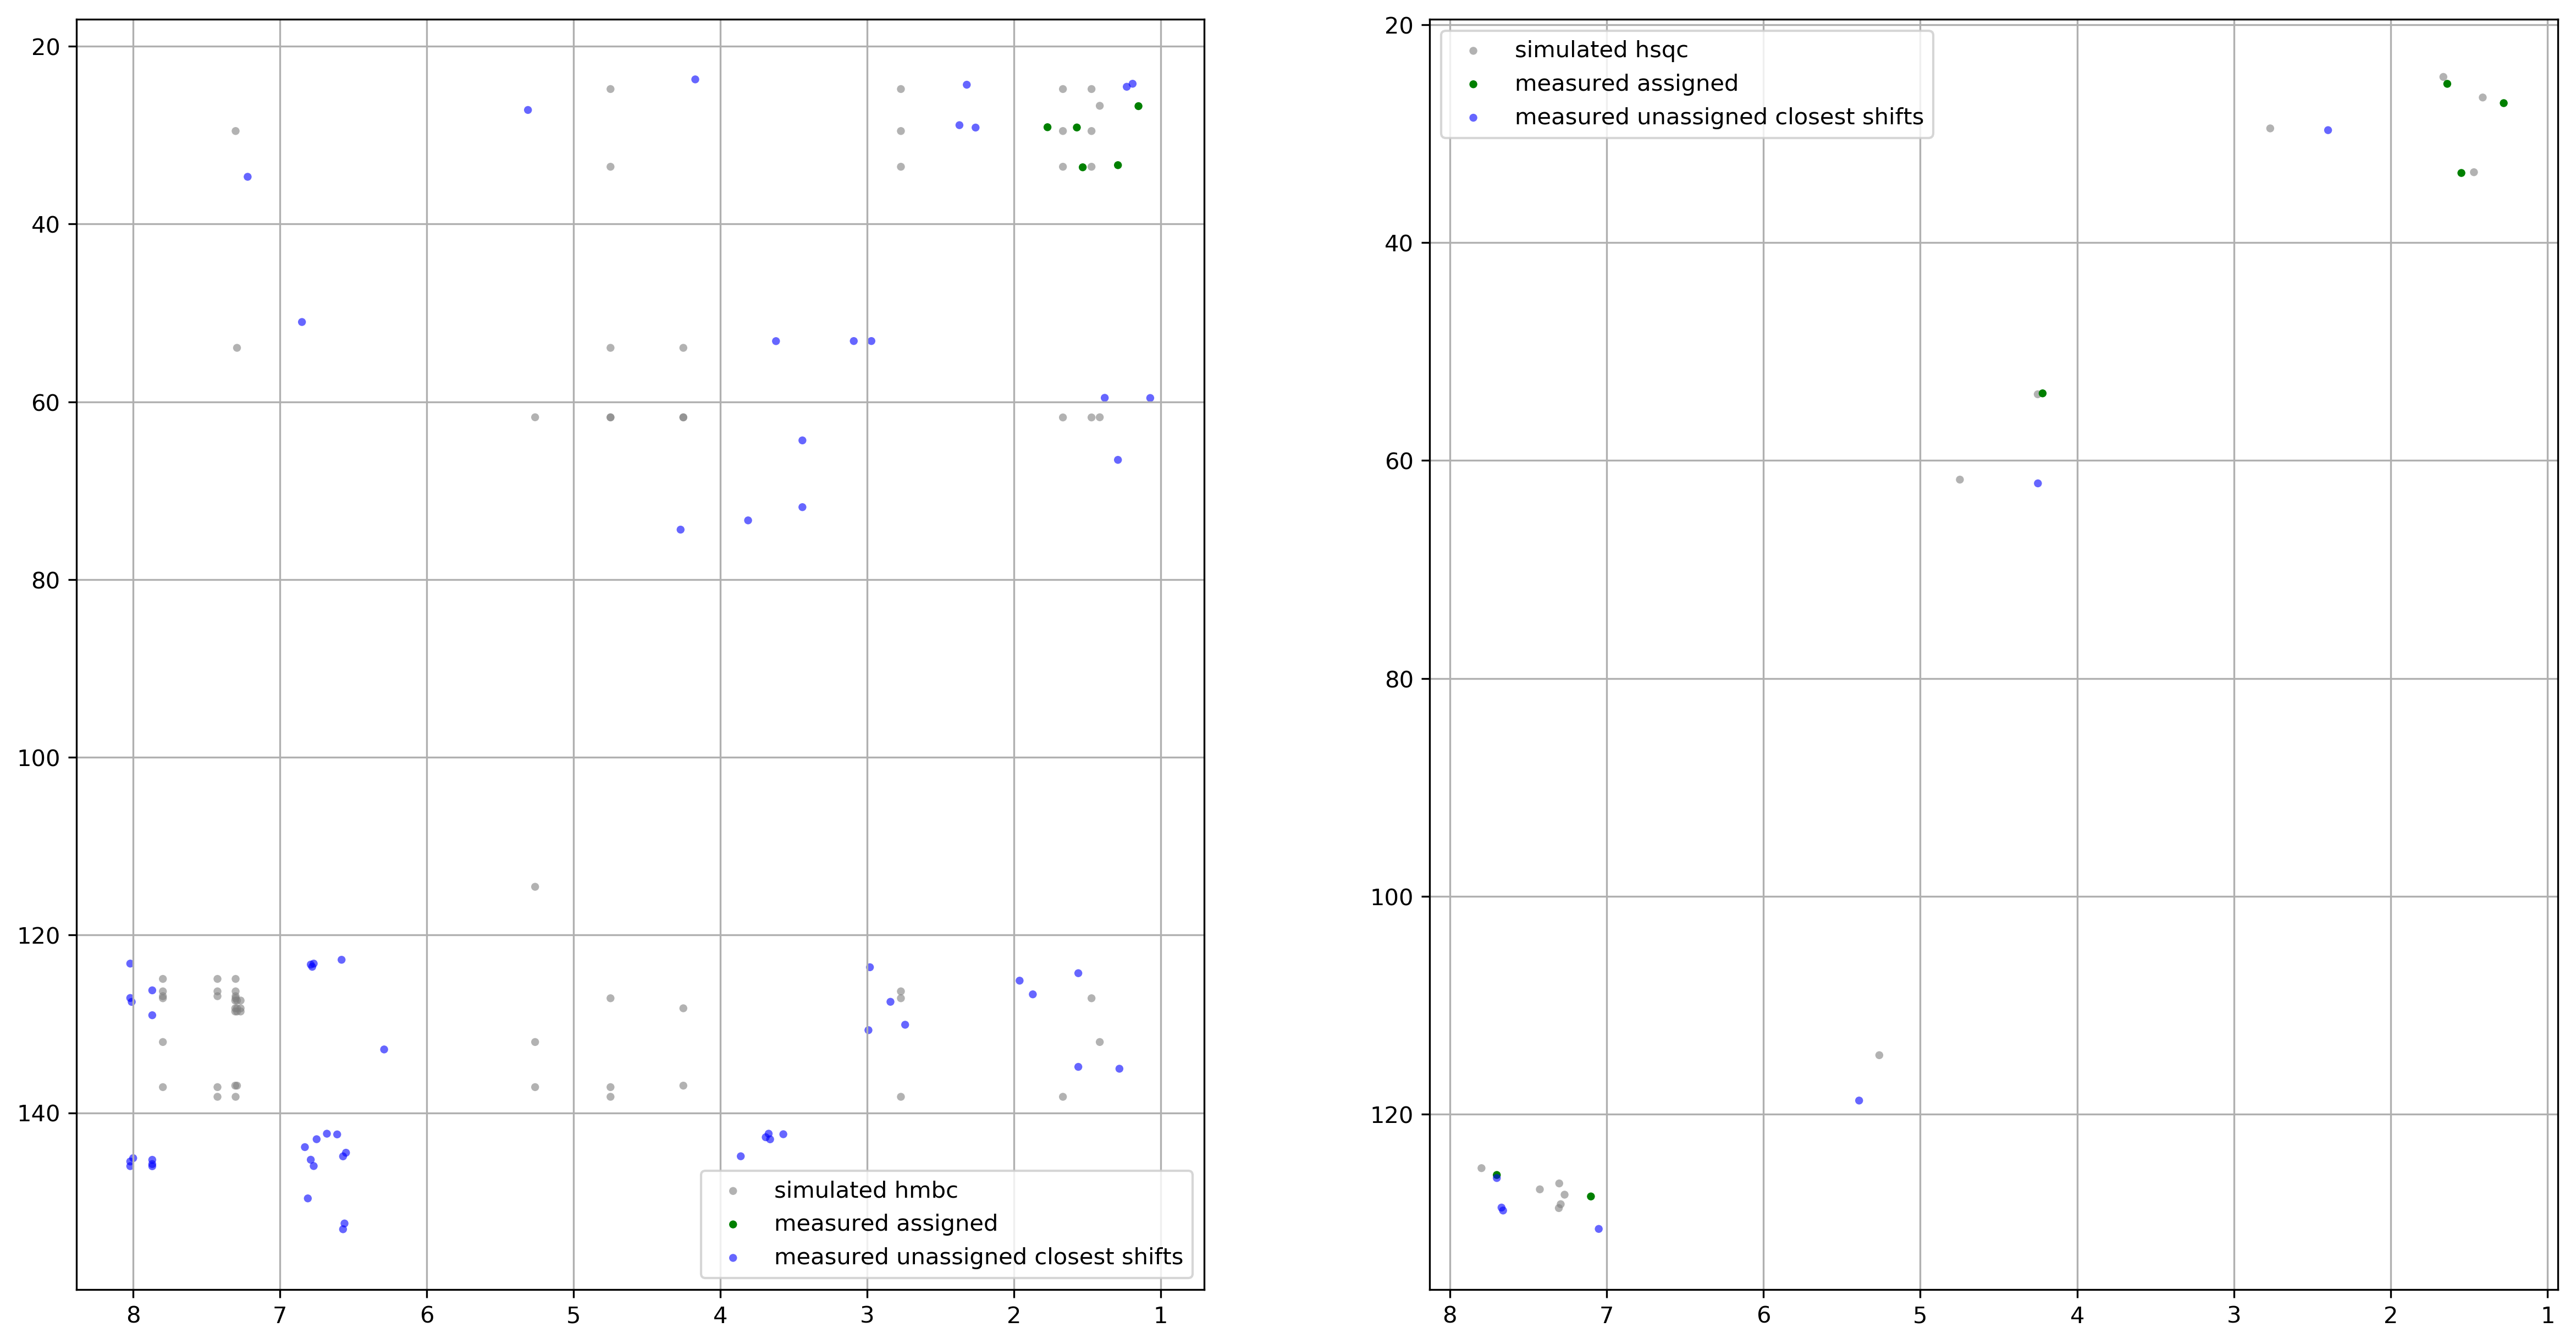 20
40
60
80
100
120
140
8 7 6 5 4 3 2 1
simulated hmbc
measured assigned
measured unassigned closest shifts
20
40
60
80
100
120
8 7 6 5 4 3 2 1
simulated hsqc
measured assigned
measured unassigned closest shifts